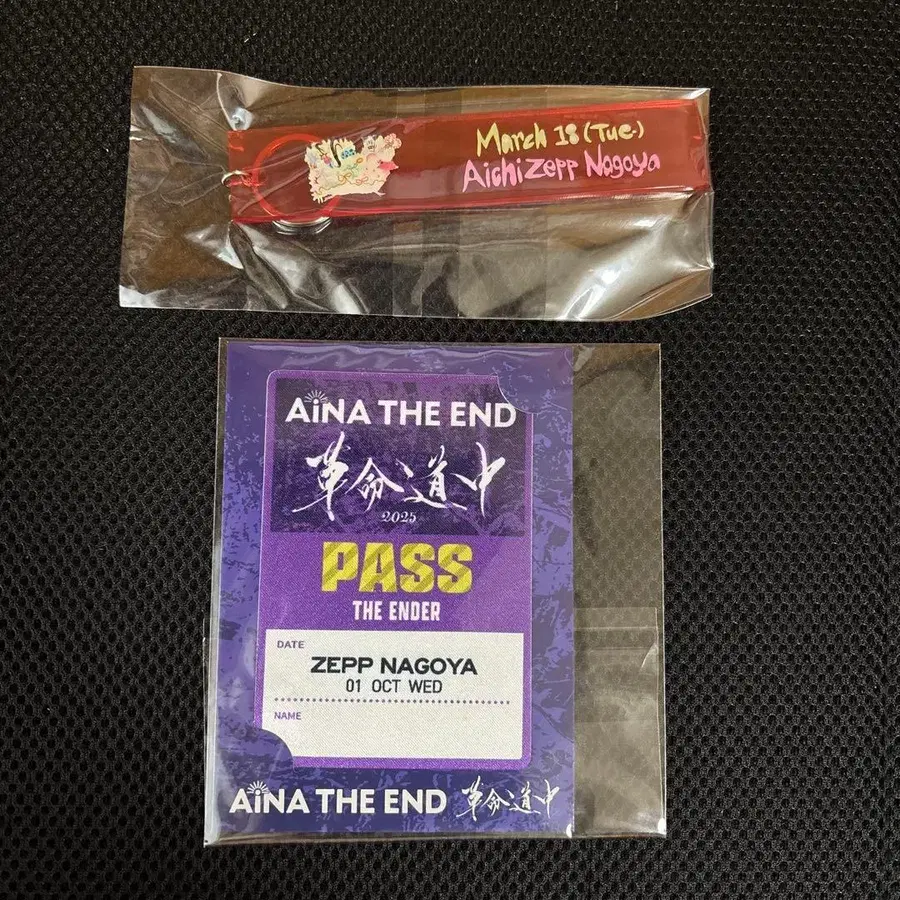 March 18 (Tue.)
Aichi Zepp Nagoya
AiNA THE END
革命道中
2025
PASS
THE ENDER
DATE
ZEPP NAGOYA
01 OCT WED
NAME
AiNA THE END 革命道中